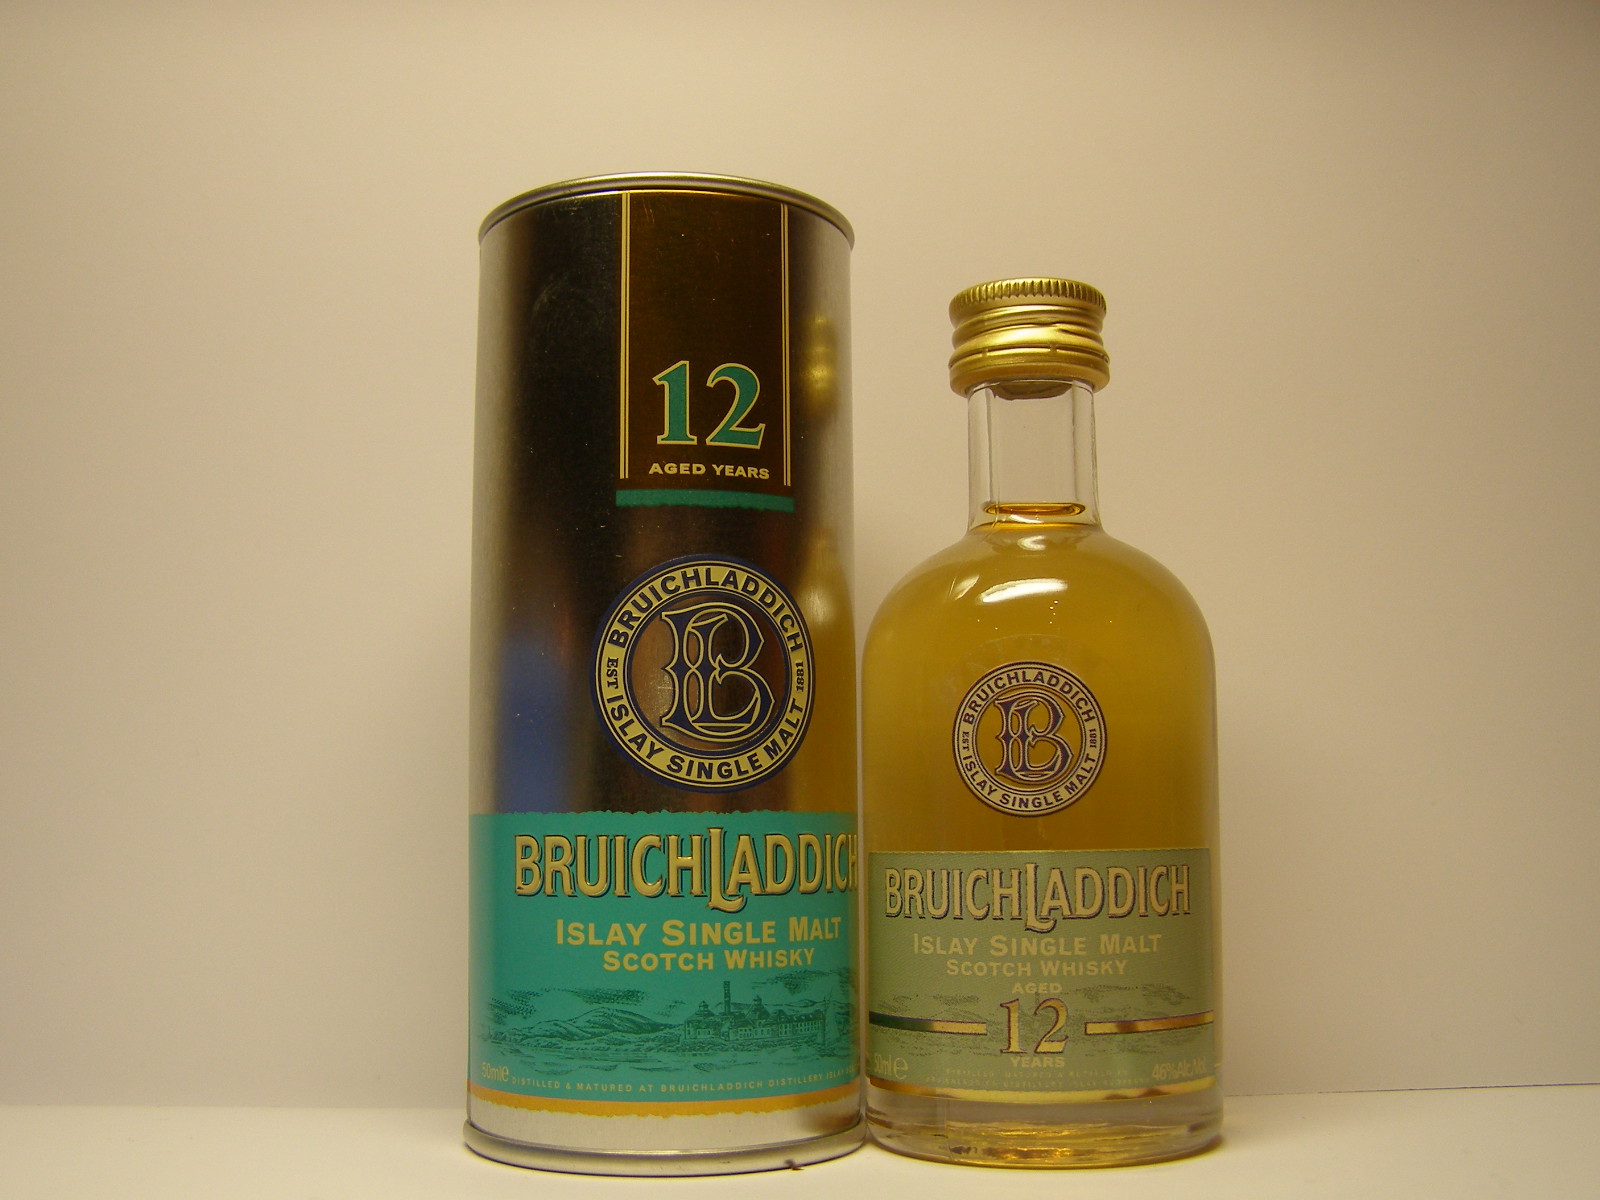 12
AGED YEARS
BRUICHLADDICH
EST 1881
ISLAY SINGLE MALT
BRUICHLADDICH
ISLAY SINGLE MALT
SCOTCH WHISKY
50ml e
DISTILLED & MATURED AT BRUICHLADDICH DISTILLERY
BRUICHLADDICH
EST 1881
ISLAY SINGLE MALT
BRUICHLADDICH
ISLAY SINGLE MALT
SCOTCH WHISKY
AGED
12
YEARS
50ml e
46%Alc/Vol